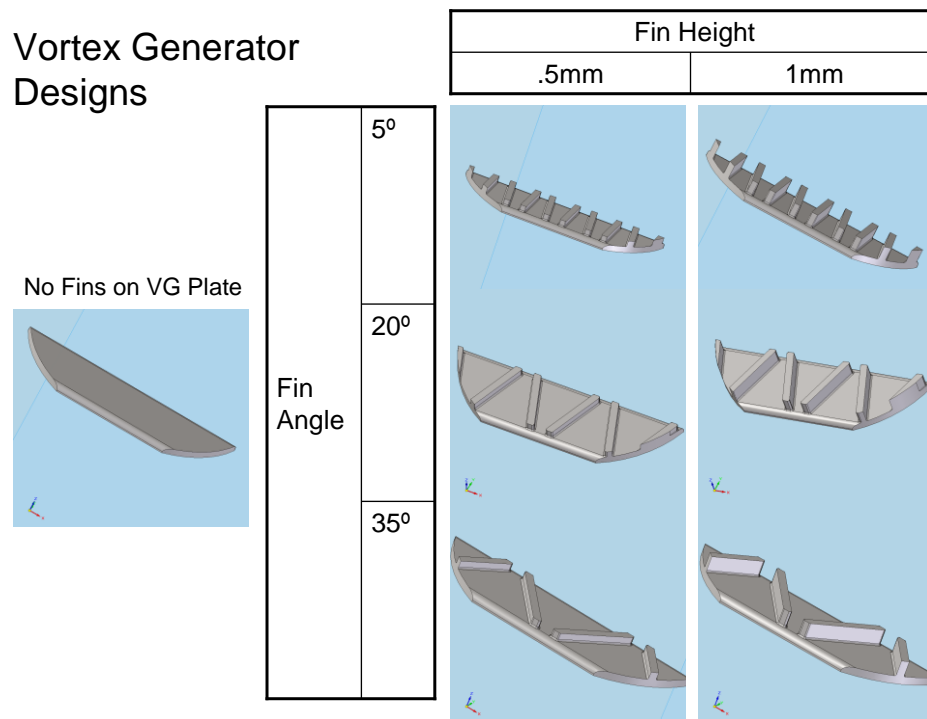 Vortex Generator
Designs
Fin Height
.5mm
1mm
5º
No Fins on VG Plate
20º
Fin
Angle
35º